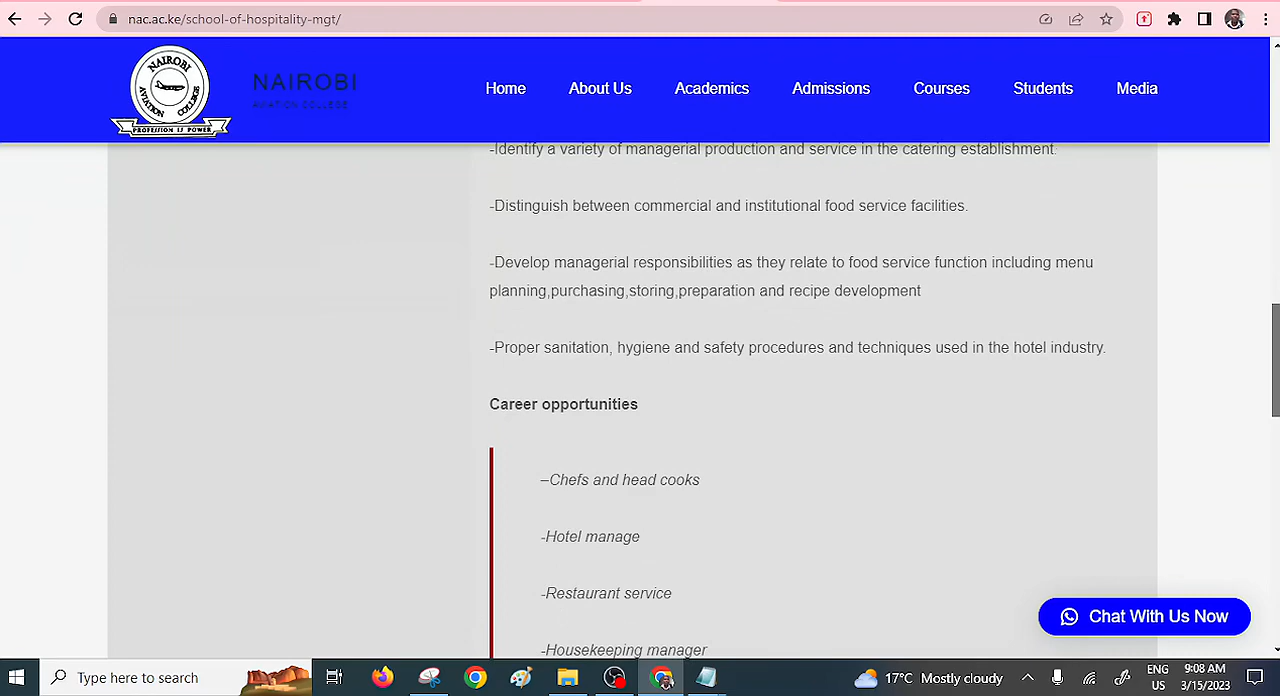 nac.ac.ke/school-of-hospitality-mgt/
NAIROBI
AVIATION
COLLEGE
PROFESSION IS POWER
NAIROBI
AVIATION COLLEGE
Home
About Us
Academics
Admissions
Courses
Students
Media
-Identify a variety of managerial production and service in the catering establishment.
-Distinguish between commercial and institutional food service facilities.
-Develop managerial responsibilities as they relate to food service function including menu
planning,purchasing,storing,preparation and recipe development
-Proper sanitation, hygiene and safety procedures and techniques used in the hotel industry.
Career opportunities
–Chefs and head cooks
-Hotel manage
-Restaurant service
-Housekeeping manager
Chat With Us Now
Type here to search
17°C Mostly cloudy
ENG
US
9:08 AM
3/15/2023